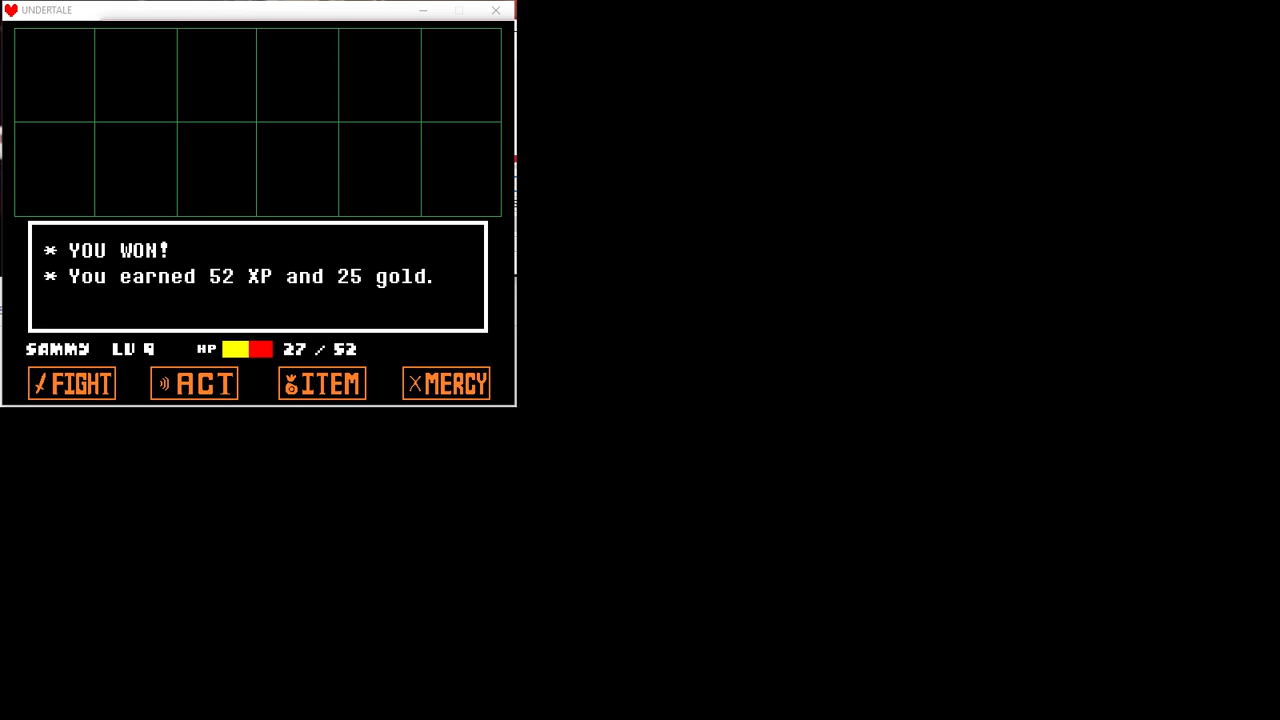 UNDERTALE
* YOU WON!
* You earned 52 XP and 25 gold.
SAMMY LV 9 HP 27 / 52
FIGHT ACT ITEM MERCY